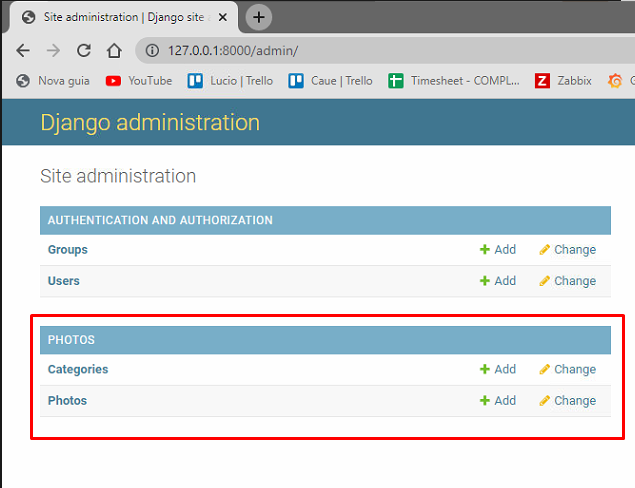 Site administration | Django site a
127.0.0.1:8000/admin/
Nova guia YouTube Lucio | Trello Caue | Trello Timesheet - COMPL... Zabbix
Django administration
Site administration
AUTHENTICATION AND AUTHORIZATION
Groups Add Change
Users Add Change
PHOTOS
Categories Add Change
Photos Add Change